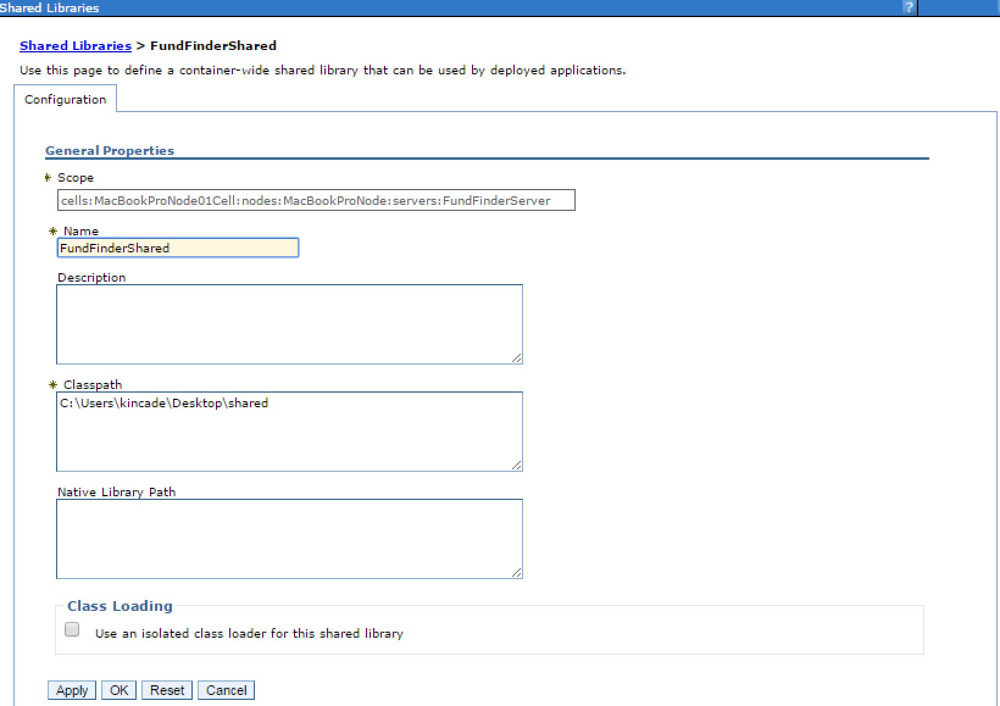 Shared Libraries ?
Shared Libraries > FundFinderShared
Use this page to define a container-wide shared library that can be used by deployed applications.
Configuration
General Properties
* Scope
cells:MacBookProNode01Cell:nodes:MacBookProNode:servers:FundFinderServer
* Name
FundFinderShared
Description
* Classpath
C:\Users\kincade\Desktop\shared
Native Library Path
Class Loading
Use an isolated class loader for this shared library
Apply OK Reset Cancel